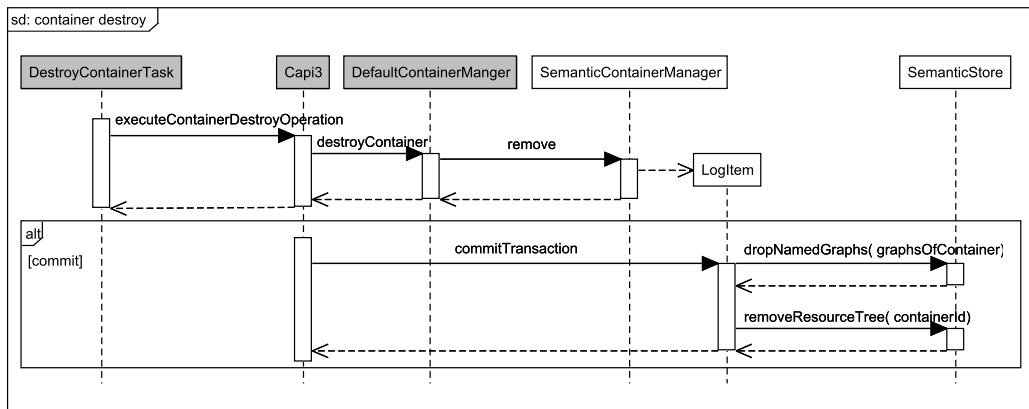 sd: container destroy
DestroyContainerTask
Capi3
DefaultContainerManger
SemanticContainerManager
SemanticStore
executeContainerDestroyOperation
destroyContainer
remove
LogItem
alt
[commit]
commitTransaction
dropNamedGraphs( graphsOfContainer)
removeResourceTree( containerId)